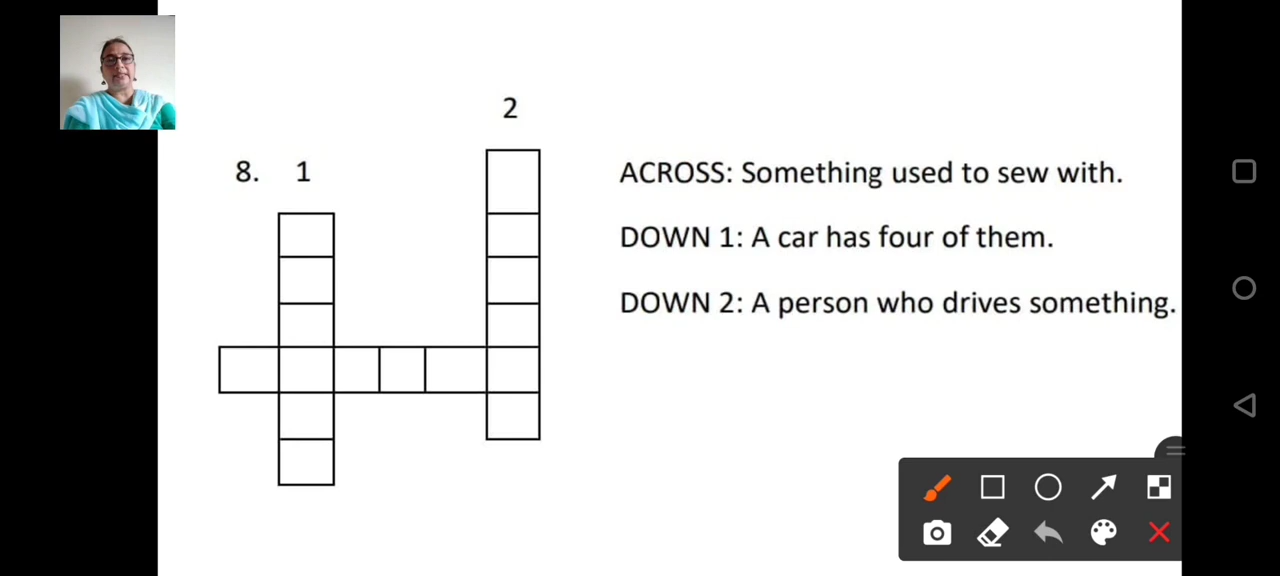 2
8. 1
ACROSS: Something used to sew with.
DOWN 1: A car has four of them.
DOWN 2: A person who drives something.